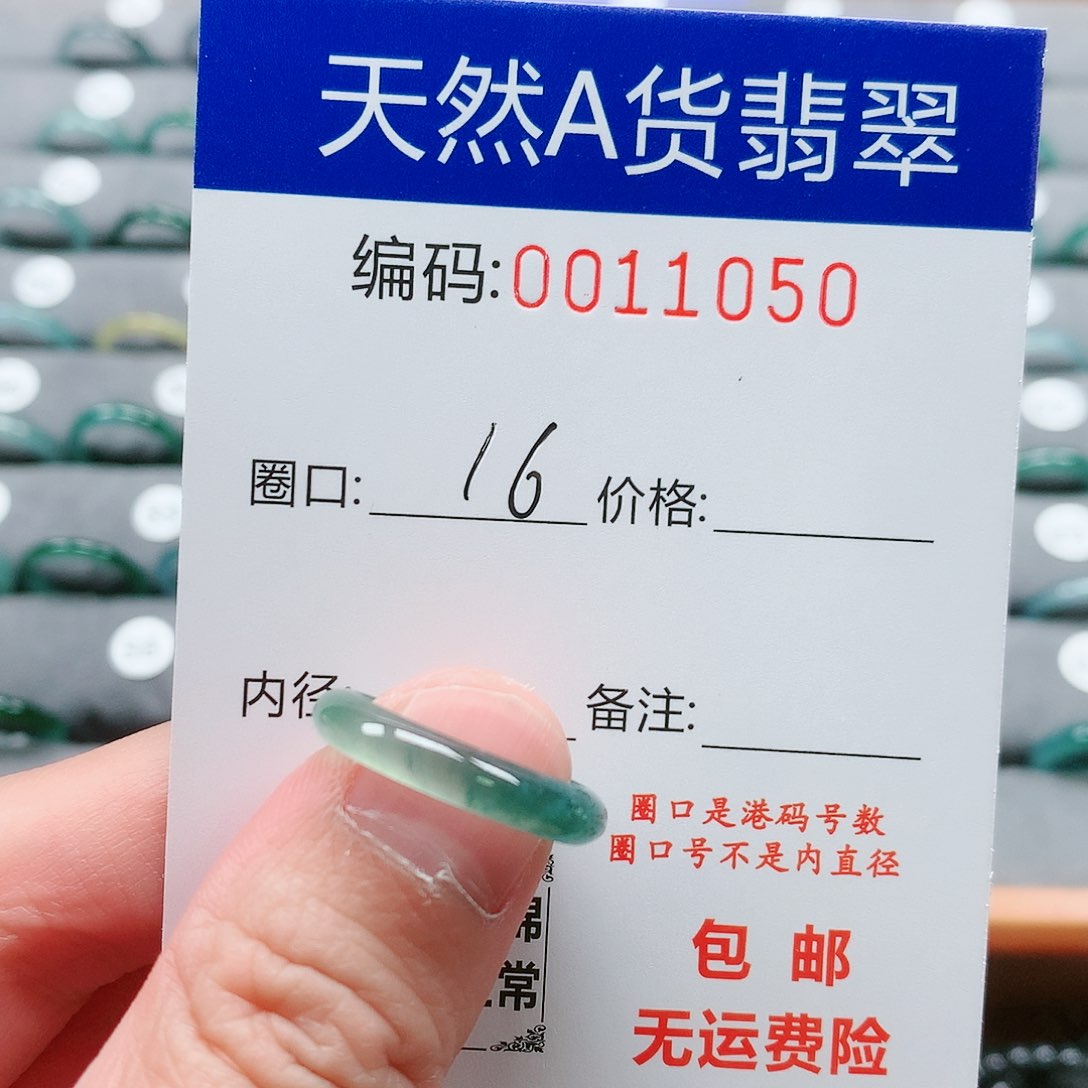 天然A货翡翠
编码:0011050
圈口: 16 价格:
内径: 备注:
圈口是港码号数
圈口号不是内直径
常
包 邮
无运费险